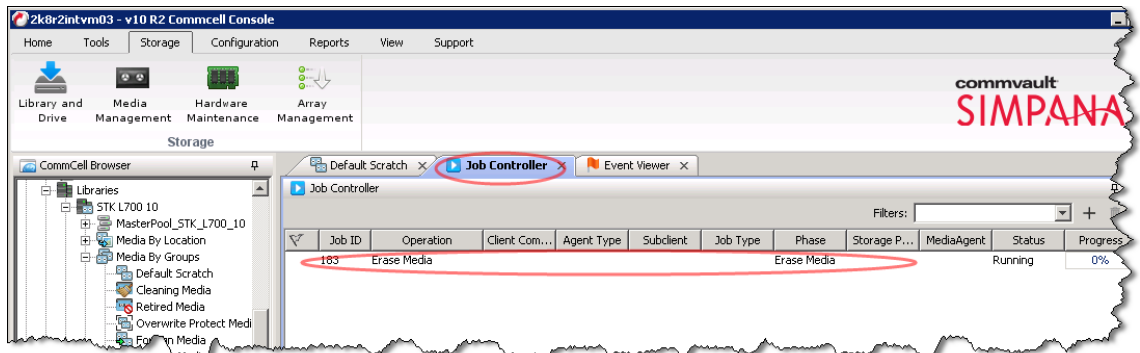 2k8r2intvm03 - v10 R2 Commcell Console
Home Tools Storage Configuration Reports View Support
Library and Drive
Media Management
Hardware Maintenance
Array Management
Storage
commvault
SIMPANA
CommCell Browser
Libraries
STK L700 10
MasterPool_STK_L700_10
Media By Location
Media By Groups
Default Scratch
Cleaning Media
Retired Media
Overwrite Protect Medi
Default Scratch Job Controller Event Viewer
Job Controller
Filters:
Job ID Operation Client Com... Agent Type Subclient Job Type Phase Storage P... MediaAgent Status Progress
183 Erase Media Erase Media Running 0%